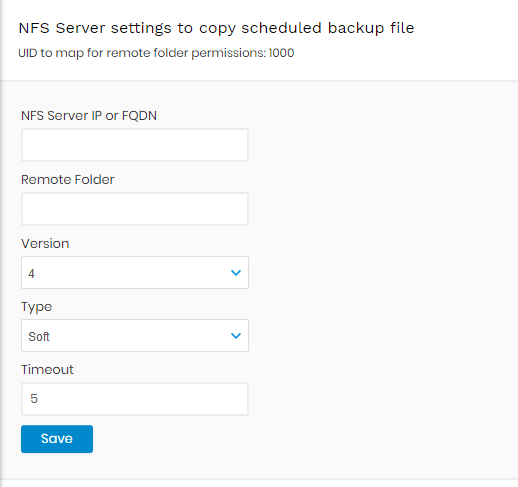 NFS Server settings to copy scheduled backup file
UID to map for remote folder permissions: 1000
NFS Server IP or FQDN
Remote Folder
Version
4
Type
Soft
Timeout
5
Save